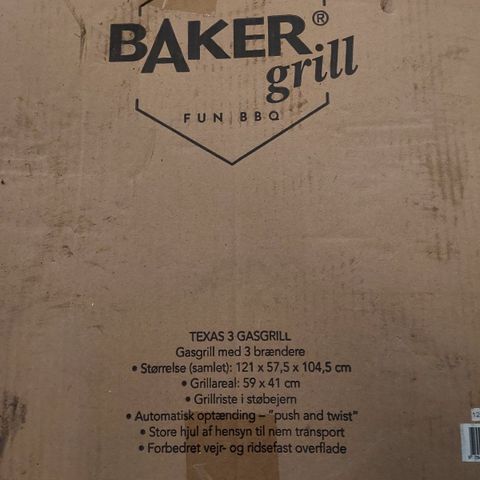 BAKER®
grill
FUN BBQ
TEXAS 3 GASGRILL
Gasgrill med 3 brændere
• Størrelse (samlet): 121 x 57,5 x 104,5 cm
• Grillareal: 59 x 41 cm
• Grillriste i støbejern
• Automatisk optænding – "push and twist"
• Store hjul af hensyn til nem transport
• Forbedret vejr- og ridsefast overflade